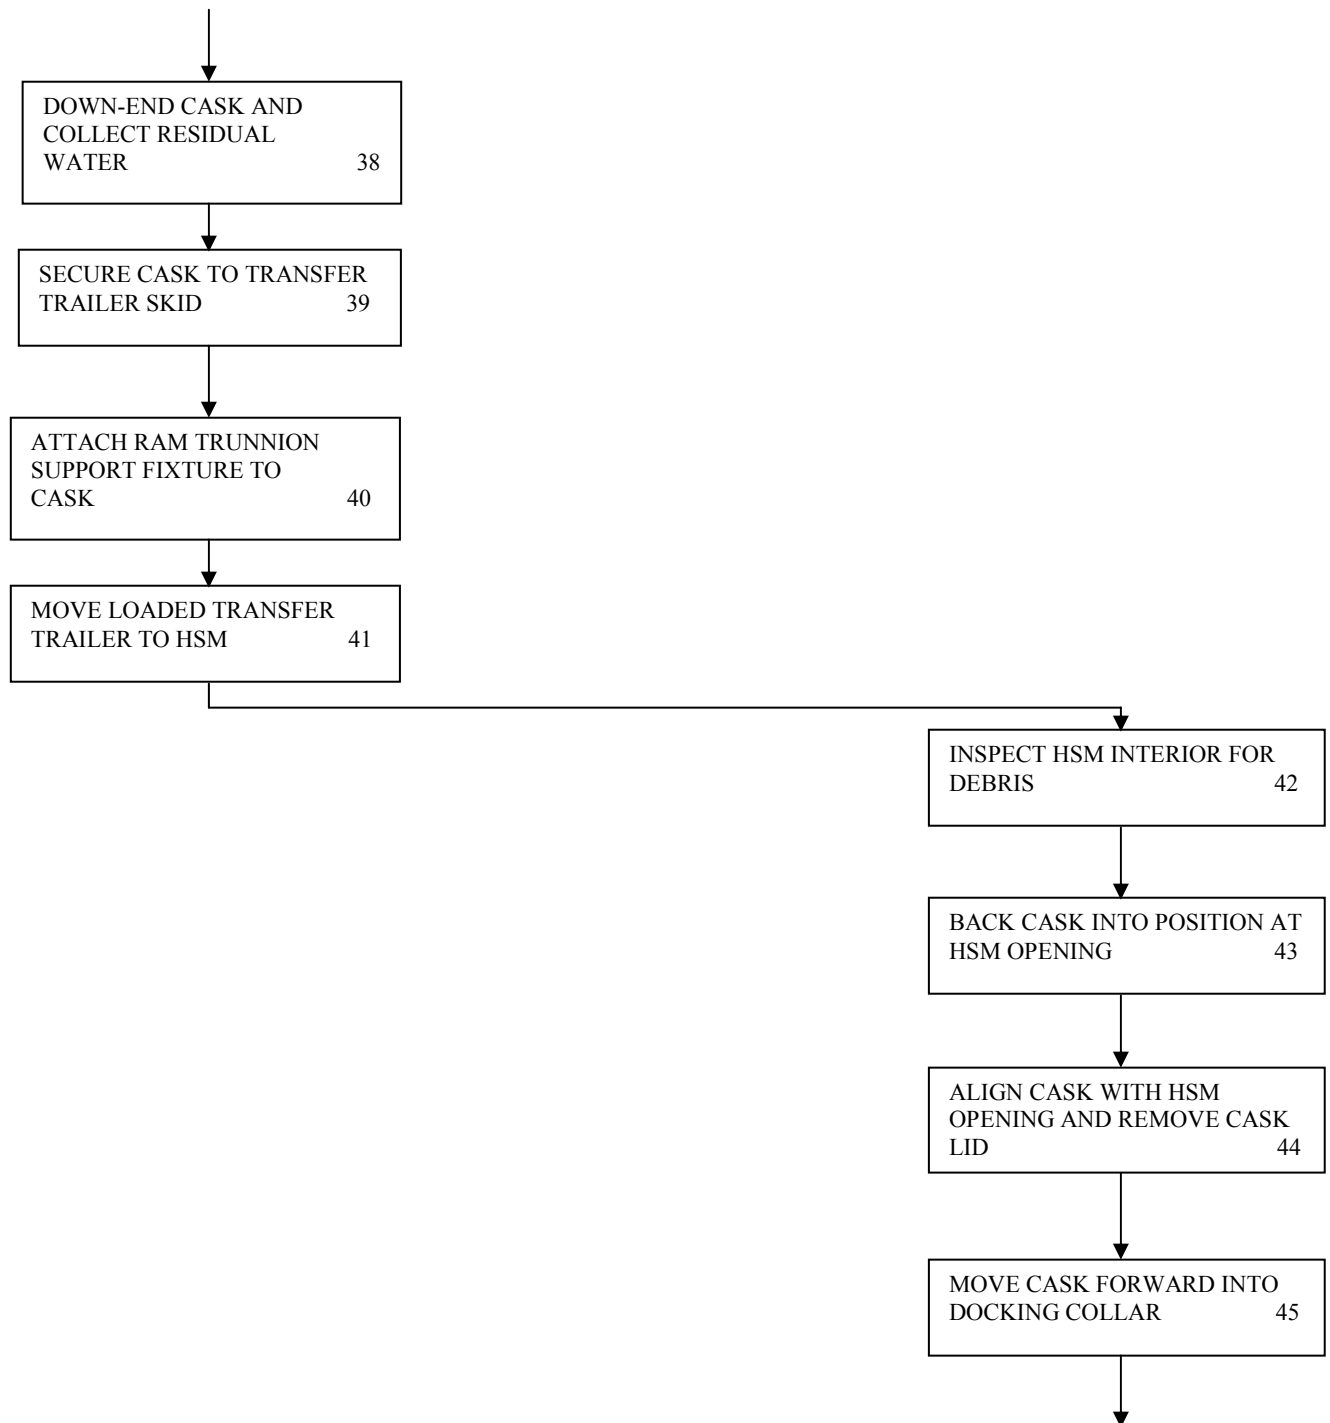 DOWN-END CASK AND
COLLECT RESIDUAL
WATER 38
SECURE CASK TO TRANSFER
TRAILER SKID 39
ATTACH RAM TRUNNION
SUPPORT FIXTURE TO
CASK 40
MOVE LOADED TRANSFER
TRAILER TO HSM 41
INSPECT HSM INTERIOR FOR
DEBRIS 42
BACK CASK INTO POSITION AT
HSM OPENING 43
ALIGN CASK WITH HSM
OPENING AND REMOVE CASK
LID 44
MOVE CASK FORWARD INTO
DOCKING COLLAR 45